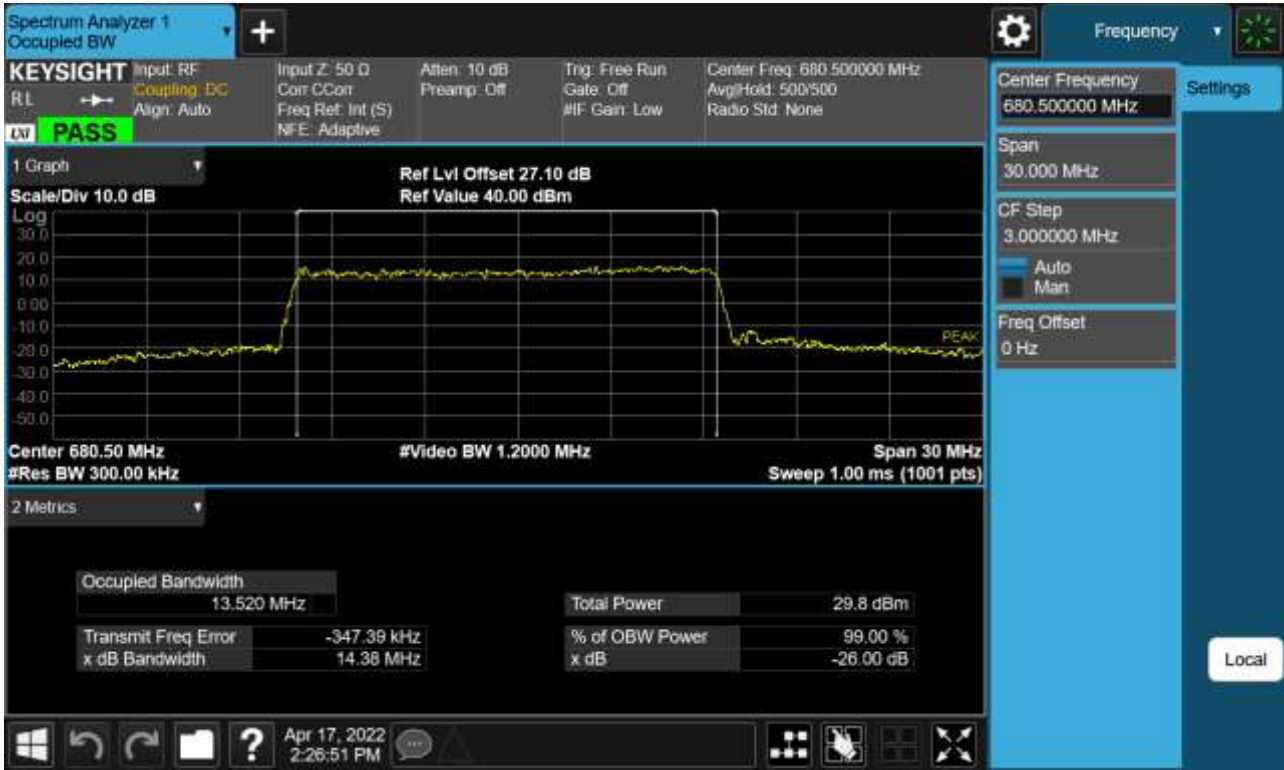 Spectrum Analyzer 1
Occupied BW
+
Frequency
KEYSIGHT
RL
LXI PASS
Input: RF
Coupling: DC
Align: Auto
Input Z: 50 Ω
Corr CCorr
Freq Ref: Int (S)
NFE: Adaptive
Atten: 10 dB
Preamp: Off
Trig: Free Run
Gate: Off
#IF Gain: Low
Center Freq: 680.500000 MHz
Avg|Hold: 500/500
Radio Std: None
1 Graph
Scale/Div 10.0 dB
Ref Lvl Offset 27.10 dB
Ref Value 40.00 dBm
Log
30.0
20.0
10.0
0.00
-10.0
-20.0
-30.0
-40.0
-50.0
PEAK
Center 680.50 MHz
#Video BW 1.2000 MHz
Span 30 MHz
#Res BW 300.00 kHz
Sweep 1.00 ms (1001 pts)
2 Metrics
Occupied Bandwidth
13.520 MHz
Total Power 29.8 dBm
Transmit Freq Error -347.39 kHz
% of OBW Power 99.00 %
x dB Bandwidth 14.38 MHz
x dB -26.00 dB
?
Apr 17, 2022
2:26:51 PM
Center Frequency
680.500000 MHz
Settings
Span
30.000 MHz
CF Step
3.000000 MHz
Auto
Man
Freq Offset
0 Hz
Local